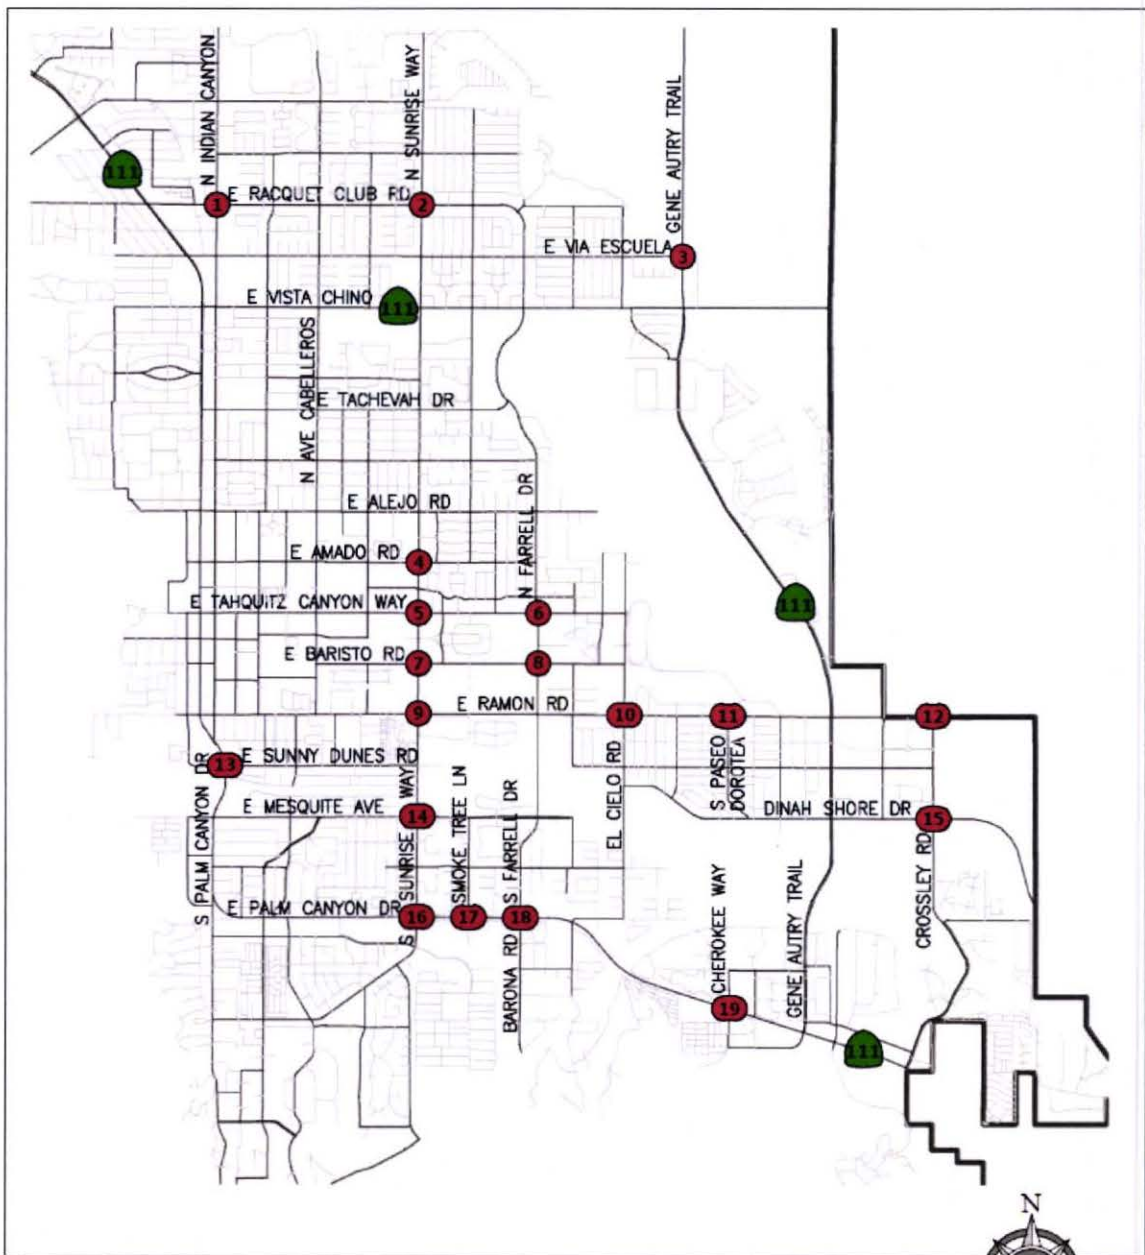 N INDIAN CANYON
N SUNRISE WAY
GENE AUTRY TRAIL
111
E RACQUET CLUB RD
1
2
E VIA ESCUELA
3
E VISTA CHINO
111
N AVE CABELLEROS
E TACHEVAH DR
E ALEJO RD
N FARRELL DR
E AMADO RD
4
E TAHQUITZ CANYON WAY
5
6
111
E BARISTO RD
7
8
E RAMON RD
9
10
11
12
S PALM CANYON DR
13
E SUNNY DUNES RD
S SUNRISE WAY
SMOKE TREE LN
S FARRELL DR
EL CIELO RD
S PASEO
DOROTEA
E MESQUITE AVE
14
DINAH SHORE DR
15
CROSSLEY RD
E PALM CANYON DR
16
17
18
BARONA RD
CHEROKEE WAY
GENE AUTRY TRAIL
19
111
N